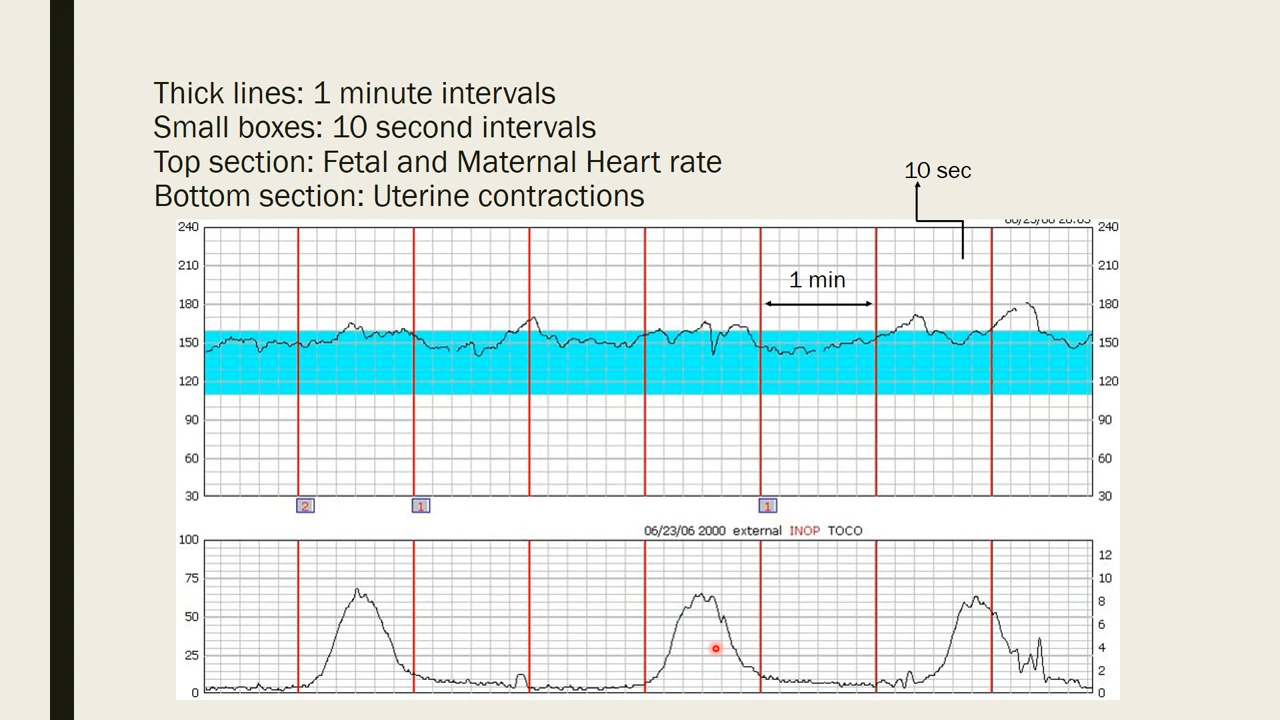 Thick lines: 1 minute intervals
Small boxes: 10 second intervals
Top section: Fetal and Maternal Heart rate
Bottom section: Uterine contractions
10 sec
240 240
210 210
1 min
180 180
150 150
120 120
90 90
60 60
30 30
2 1 1
06/23/06 2000 external INOP TOCO
100
12
75 10
8
50 6
4
25
2
0 0